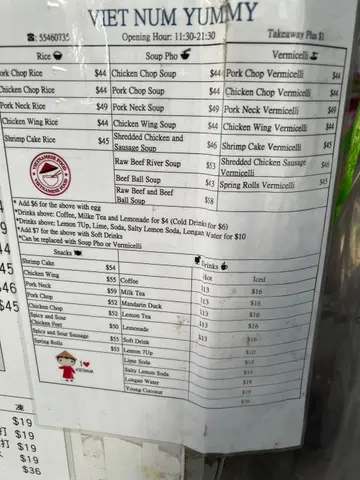 VIET NUM YUMMY
☎: 55460735 Opening Hour: 11:30-21:30 Takeaway Plus $1
Rice Soup Pho Vermicelli
ork Chop Rice $44 Chicken Chop Soup $44 Pork Chop Vermicelli $44
Chicken Chop Rice $44 Pork Chop Soup $44 Chicken Chop Vermicelli $44
Pork Neck Rice $49 Pork Neck Soup $49 Pork Neck Vermicelli $49
Chicken Wing Rice $44 Chicken Wing Soup $44 Chicken Wing Vermicelli $44
Shrimp Cake Rice $45 Shredded Chicken and Sausage Soup $46 Shrimp Cake Vermicelli $45
Raw Beef River Soup $53 Shredded Chicken Sausage Vermicelli $46
Beef Ball Soup $43 Spring Rolls Vermicelli $45
Raw Beef and Beef Ball Soup $58
VIETNAMESE FOOD
* Add $6 for the above with egg
*Drinks above: Coffee, Milke Tea and Lemonade for $4 (Cold Drinks for $6)
*Drinks above: Lemon 7Up, Lime, Soda, Salty Lemon Soda, Longan Water for $10
*Add $7 for the above with Soft Drinks
*Can be replaced with Soup Pho or Vermicelli
Snacks Drinks
Hot Iced
Shrimp Cake $54
Chicken Wing $55
Pork Neck $59
Pork Chop $52
Chicken Chop $52
Spicy and Sour Chicken Feet $50
Spicy and Sour Sausage $55
Spring Rolls $55
Coffee $13 $16
Milk Tea $13 $16
Mandarin Duck $13 $16
Lemon Tea $13 $16
Lemonade $13 $16
Soft Drink $10
Lemon 7Up
Lime Soda
Salty Lemon Soda
Longan Water
Young Coconut
I ♥ VIETNAM
凍
打 $19
打 $19
$19
$36